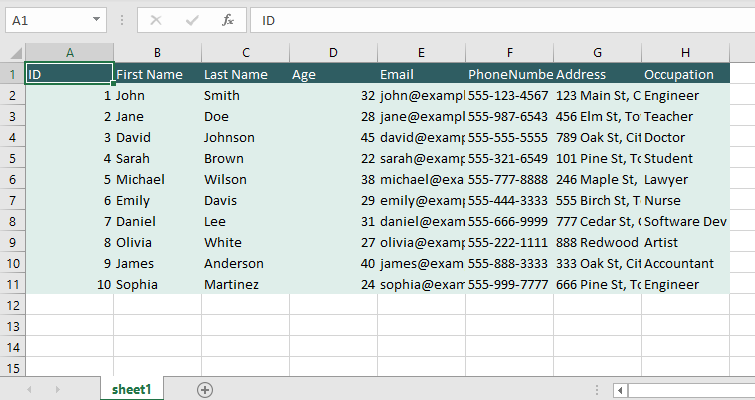 A1 fx ID
A B C D E F G H
1 ID First Name Last Name Age Email PhoneNumbe Address Occupation
2 1 John Smith 32 john@exampl 555-123-4567 123 Main St, C Engineer
3 2 Jane Doe 28 jane@examp 555-987-6543 456 Elm St, To Teacher
4 3 David Johnson 45 david@examp 555-555-5555 789 Oak St, Cit Doctor
5 4 Sarah Brown 22 sarah@examp 555-321-6549 101 Pine St, To Student
6 5 Michael Wilson 38 michael@exa 555-777-8888 246 Maple St, Lawyer
7 6 Emily Davis 29 emily@examp 555-444-3333 555 Birch St, T Nurse
8 7 Daniel Lee 31 daniel@exam 555-666-9999 777 Cedar St, Software Dev
9 8 Olivia White 27 olivia@examp 555-222-1111 888 Redwood Artist
10 9 James Anderson 40 james@exam 555-888-3333 333 Oak St, Cit Accountant
11 10 Sophia Martinez 24 sophia@exam 555-999-7777 666 Pine St, To Engineer
12
13
14
15
sheet1